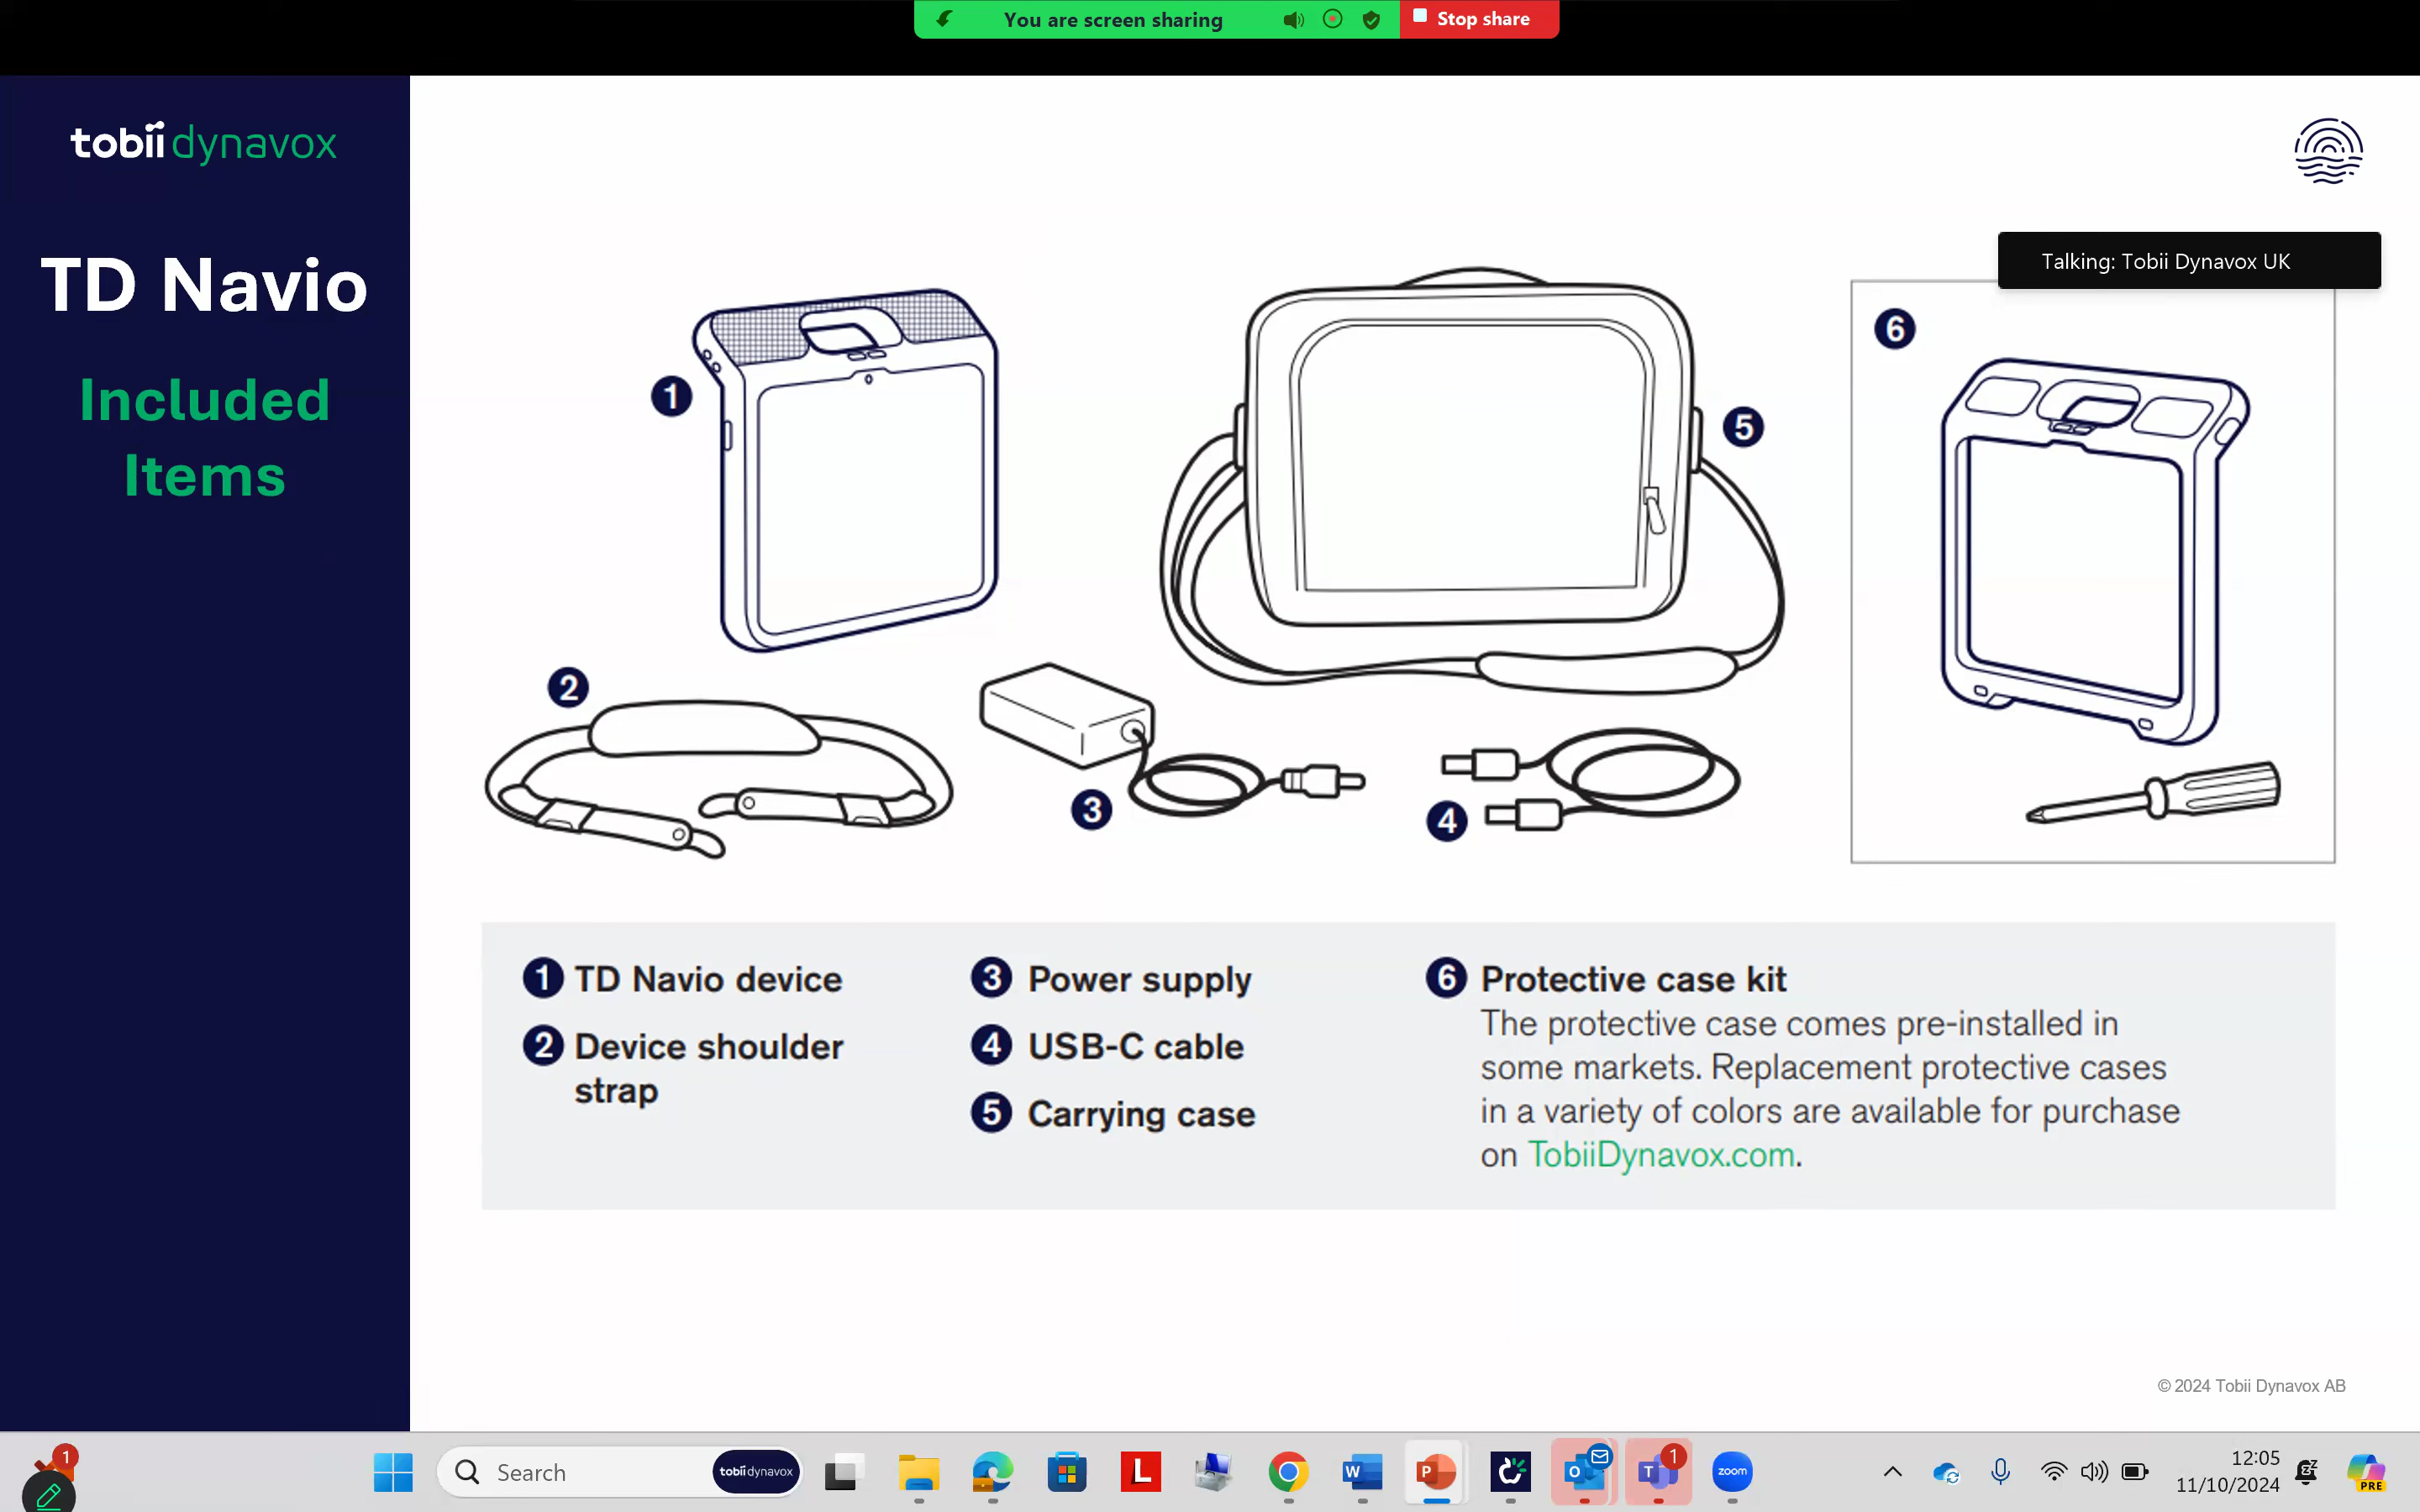 You are screen sharing
Stop share
tobii dynavox
TD Navio
Included
Items
Talking: Tobii Dynavox UK
1
2
3
4
5
6
1 TD Navio device
2 Device shoulder
strap
3 Power supply
4 USB-C cable
5 Carrying case
6 Protective case kit
The protective case comes pre-installed in
some markets. Replacement protective cases
in a variety of colors are available for purchase
on TobiiDynavox.com.
© 2024 Tobii Dynavox AB
1
Search
tobii dynavox
L
W
P
O
T
1
zoom
12:05
11/10/2024
PRE